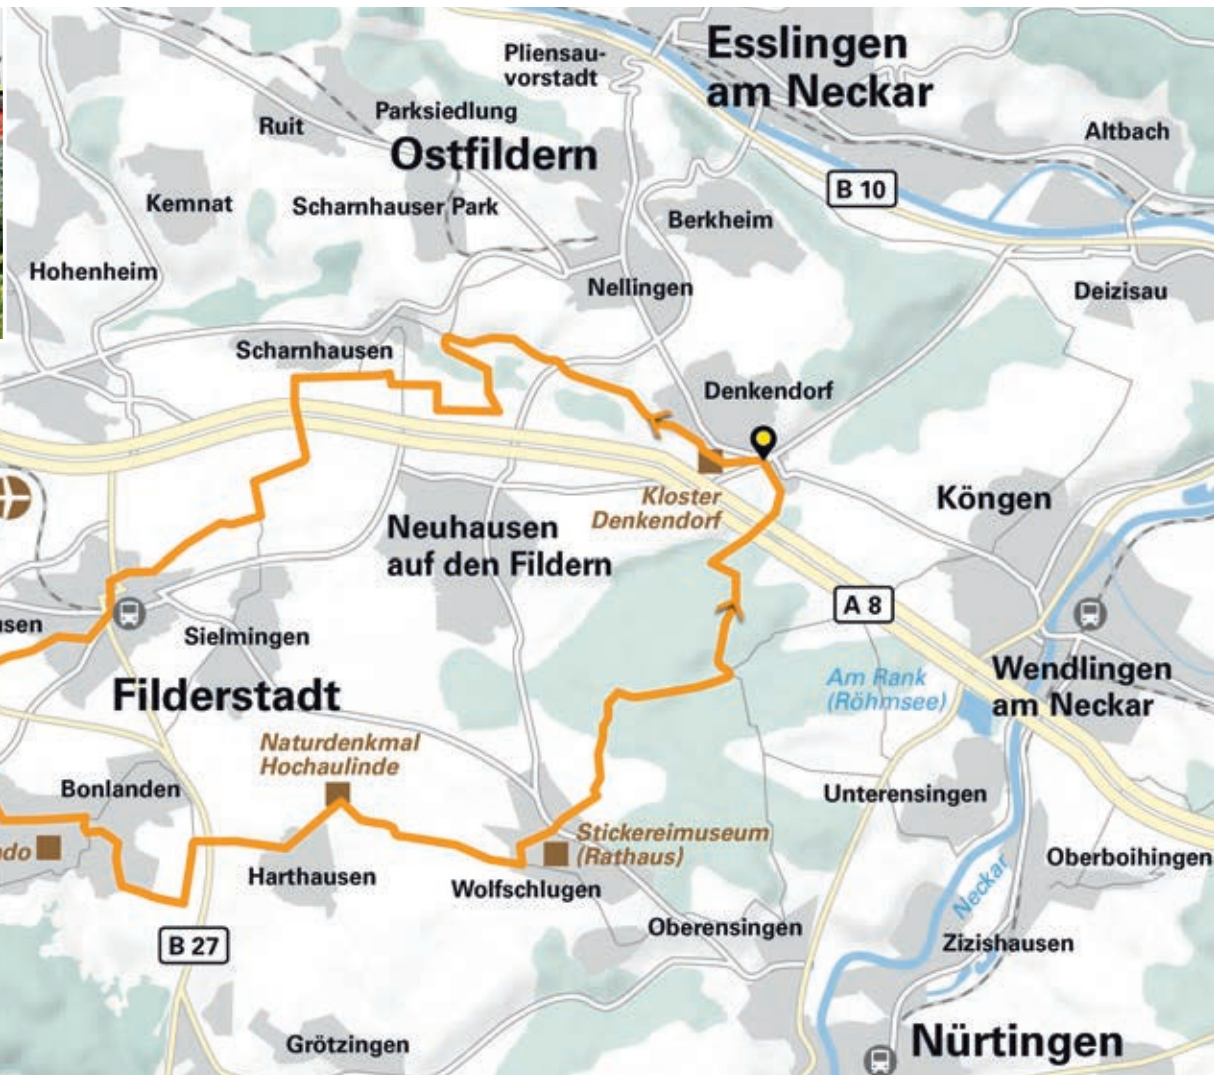 Esslingen
am Neckar
Pliensau-
vorstadt
Parksiedlung
Ruit
Altbach
Ostfildern
B 10
Kemnat
Scharnhauser Park
Berkheim
Hohenheim
Nellingen
Deizisau
Scharnhausen
Denkendorf
Kloster
Denkendorf
Köngen
Neuhausen
auf den Fildern
A 8
usen
Sielmingen
Am Rank
(Röhmsee)
Wendlingen
am Neckar
Filderstadt
Naturdenkmal
Hochaulinde
Bonlanden
Unterensingen
Stickereimuseum
(Rathaus)
ndo
Oberboihingen
Harthausen
Wolfschlugen
Neckar
Oberensingen
B 27
Zizishausen
Grötzingen
Nürtingen